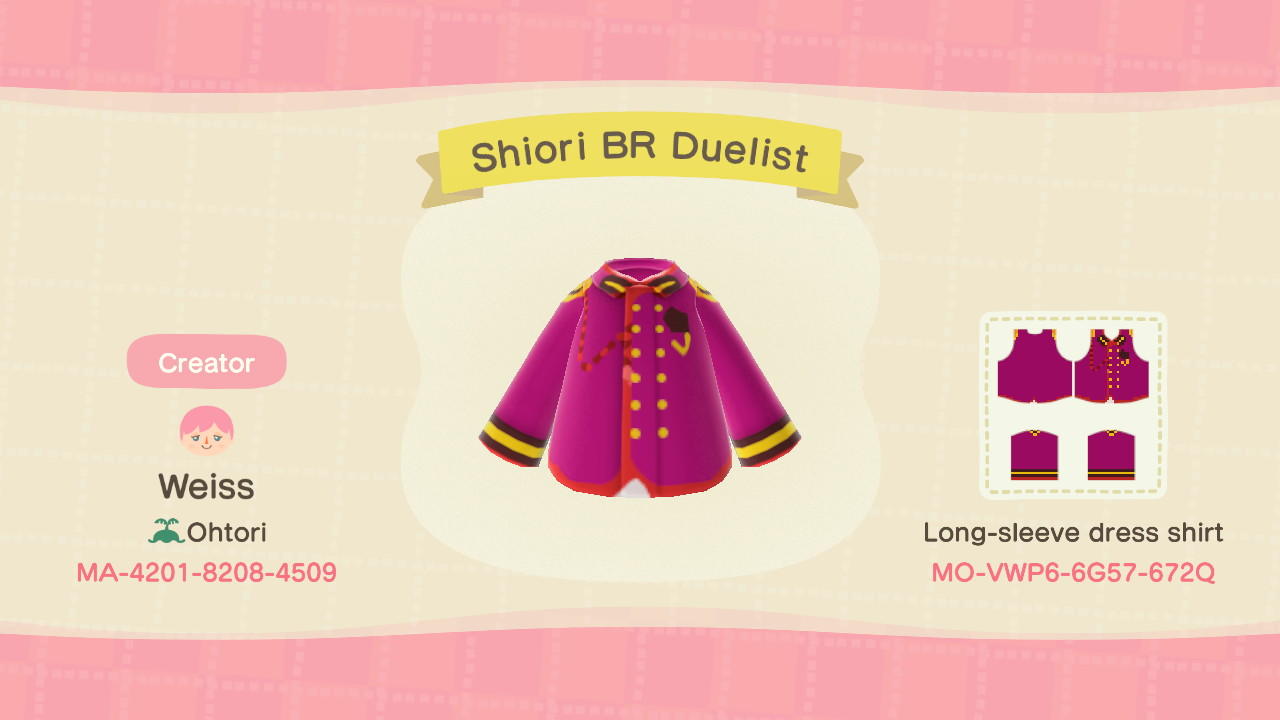 Shiori BR Duelist
Creator
Weiss
Ohtori
MA-4201-8208-4509
Long-sleeve dress shirt
MO-VWP6-6G57-672Q